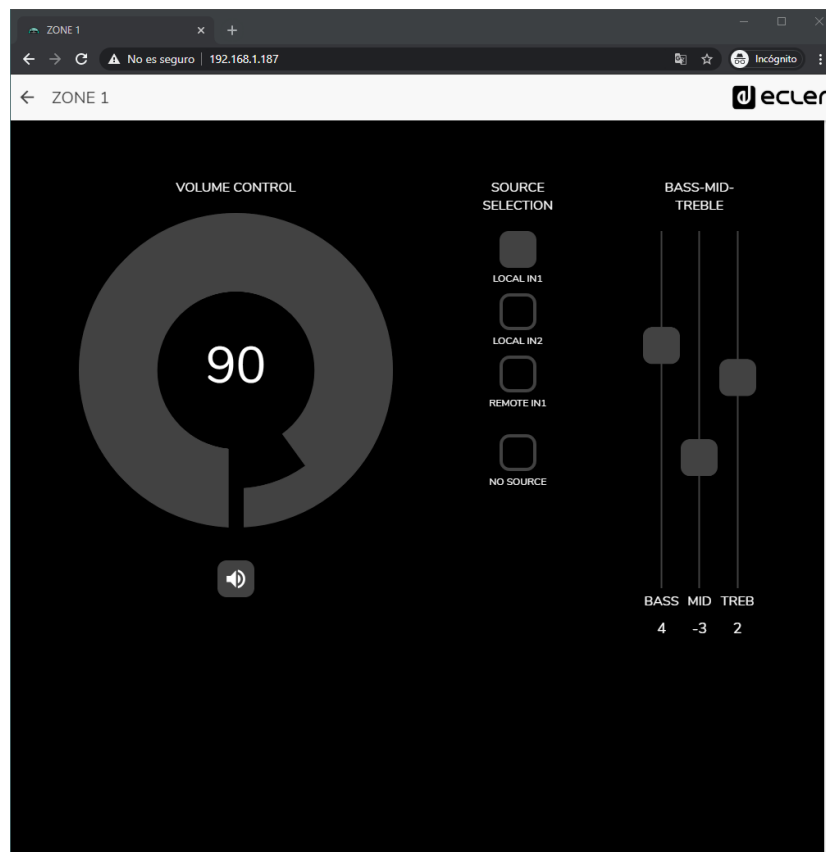 ZONE 1
No es seguro
192.168.1.187
Incógnito
ZONE 1
ecler
VOLUME CONTROL
90
SOURCE
SELECTION
LOCAL IN1
LOCAL IN2
REMOTE IN1
NO SOURCE
BASS-MID-
TREBLE
BASS MID TREB
4 -3 2